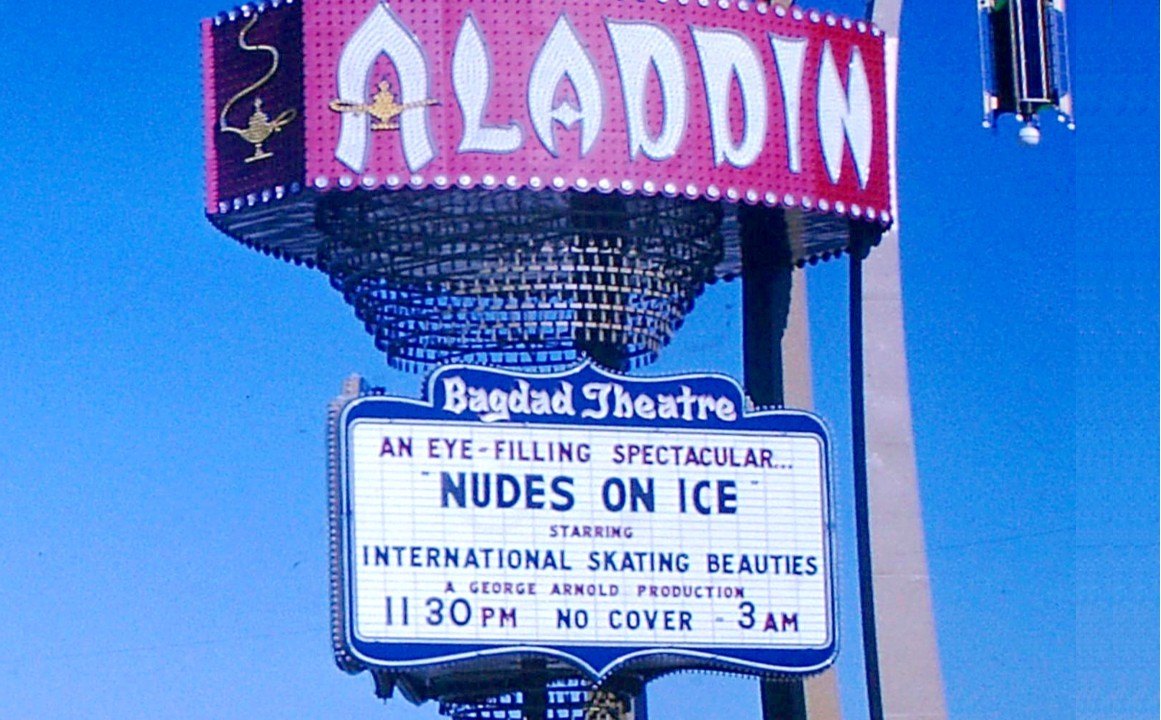 ALADDIN
Bagdad Theatre
AN EYE-FILLING SPECTACULAR...
"NUDES ON ICE"
STARRING
INTERNATIONAL SKATING BEAUTIES
A GEORGE ARNOLD PRODUCTION
11 30 PM NO COVER - 3 AM